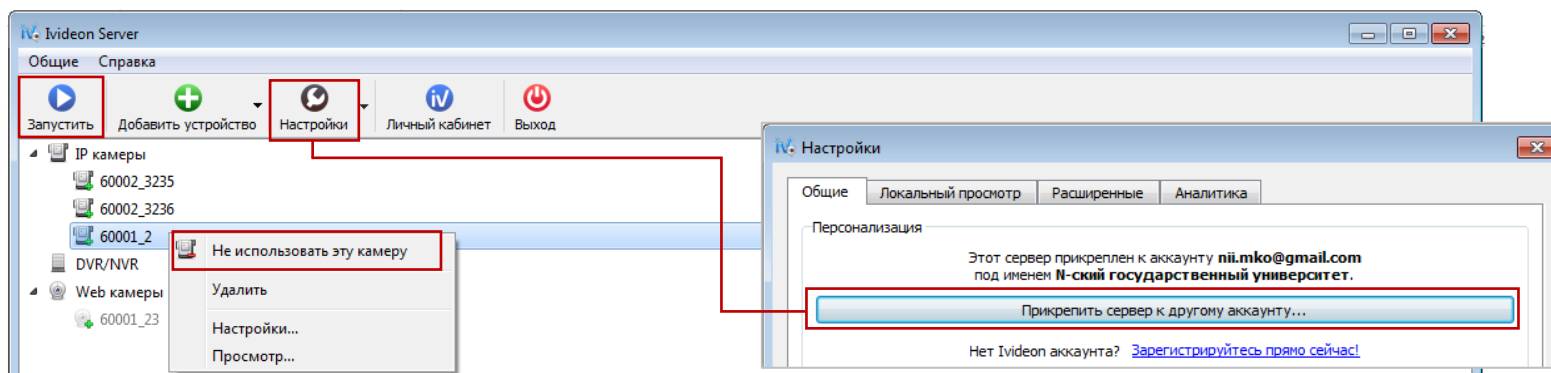 Ivideon Server
Общие Справка
Запустить Добавить устройство Настройки Личный кабинет Выход
IP камеры
60002_3235
60002_3236
60001_2
DVR/NVR
Web камеры
60001_23
Не использовать эту камеру
Удалить
Настройки...
Просмотр...
Настройки
Общие Локальный просмотр Расширенные Аналитика
Персонализация
Этот сервер прикреплен к аккаунту nii.mko@gmail.com
под именем N-ский государственный университет.
Прикрепить сервер к другому аккаунту...
Нет Ivideon аккаунта? Зарегистрируйтесь прямо сейчас!